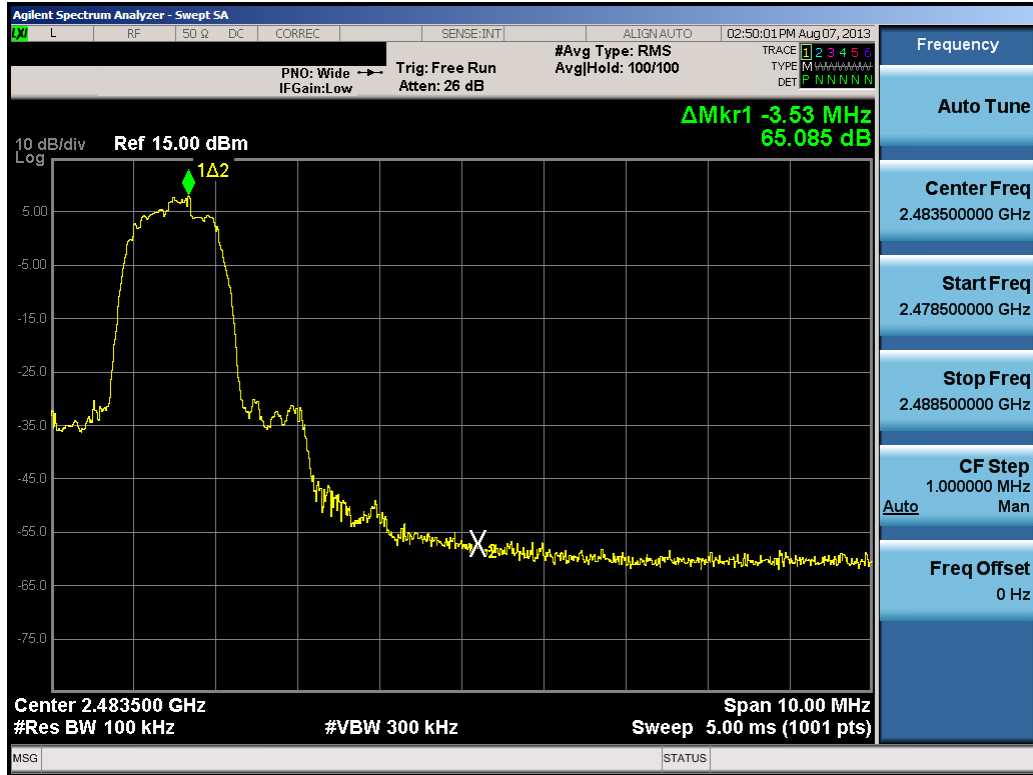 Agilent Spectrum Analyzer - Swept SA
LXI L RF 50 Ω DC CORREC SENSE:INT ALIGN AUTO 02:50:01 PM Aug 07, 2013
PNO: Wide Trig: Free Run #Avg Type: RMS TRACE 1 2 3 4 5 6
IFGain:Low Atten: 26 dB Avg|Hold: 100/100 TYPE M W W W W W
DET P N N N N N
ΔMkr1 -3.53 MHz
65.085 dB
10 dB/div Ref 15.00 dBm
Log
1Δ2
5.00
-5.00
-15.0
-25.0
-35.0
-45.0
-55.0
X2
-65.0
-75.0
Center 2.483500 GHz Span 10.00 MHz
#Res BW 100 kHz #VBW 300 kHz Sweep 5.00 ms (1001 pts)
MSG STATUS
Frequency
Auto Tune
Center Freq
2.483500000 GHz
Start Freq
2.478500000 GHz
Stop Freq
2.488500000 GHz
CF Step
1.000000 MHz
Auto Man
Freq Offset
0 Hz